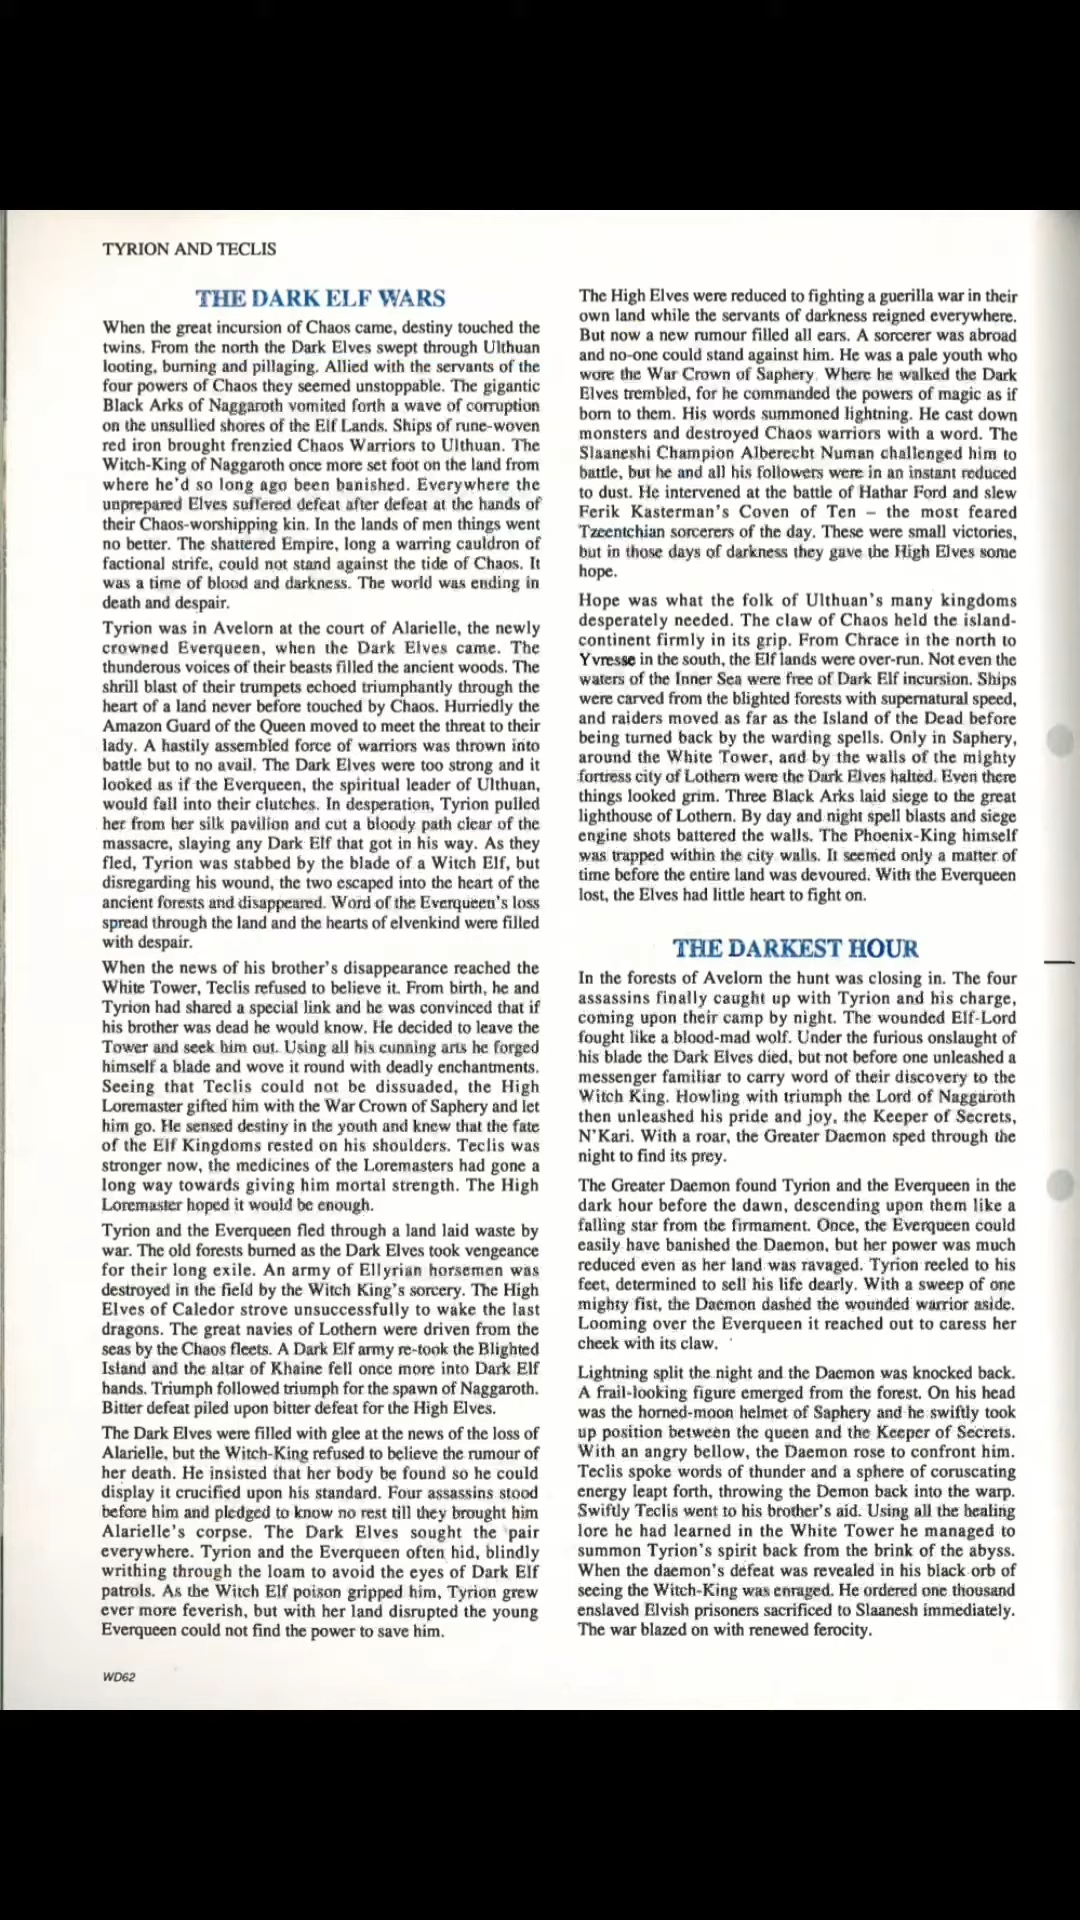 TYRION AND TECLIS
THE DARK ELF WARS
When the great incursion of Chaos came, destiny touched the
twins. From the north the Dark Elves swept through Ulthuan
looting, burning and pillaging. Allied with the servants of the
four powers of Chaos they seemed unstoppable. The gigantic
Black Arks of Naggaroth vomited forth a wave of corruption
on the unsullied shores of the Elf Lands. Ships of rune-woven
red iron brought frenzied Chaos Warriors to Ulthuan. The
Witch-King of Naggaroth once more set foot on the land from
where he'd so long ago been banished. Everywhere the
unprepared Elves suffered defeat after defeat at the hands of
their Chaos-worshipping kin. In the lands of men things went
no better. The shattered Empire, long a warring cauldron of
factional strife, could not stand against the tide of Chaos. It
was a time of blood and darkness. The world was ending in
death and despair.
Tyrion was in Avelorn at the court of Alarielle, the newly
crowned Everqueen, when the Dark Elves came. The
thunderous voices of their beasts filled the ancient woods. The
shrill blast of their trumpets echoed triumphantly through the
heart of a land never before touched by Chaos. Hurriedly the
Amazon Guard of the Queen moved to meet the threat to their
lady. A hastily assembled force of warriors was thrown into
battle but to no avail. The Dark Elves were too strong and it
looked as if the Everqueen, the spiritual leader of Ulthuan,
would fall into their clutches. In desperation, Tyrion pulled
her from her silk pavilion and cut a bloody path clear of the
massacre, slaying any Dark Elf that got in his way. As they
fled, Tyrion was stabbed by the blade of a Witch Elf, but
disregarding his wound, the two escaped into the heart of the
ancient forests and disappeared. Word of the Everqueen's loss
spread through the land and the hearts of elvenkind were filled
with despair.
When the news of his brother's disappearance reached the
White Tower, Teclis refused to believe it. From birth, he and
Tyrion had shared a special link and he was convinced that if
his brother was dead he would know. He decided to leave the
Tower and seek him out. Using all his cunning arts he forged
himself a blade and wove it round with deadly enchantments.
Seeing that Teclis could not be dissuaded, the High
Loremaster gifted him with the War Crown of Saphery and let
him go. He sensed destiny in the youth and knew that the fate
of the Elf Kingdoms rested on his shoulders. Teclis was
stronger now, the medicines of the Loremasters had gone a
long way towards giving him mortal strength. The High
Loremaster hoped it would be enough.
Tyrion and the Everqueen fled through a land laid waste by
war. The old forests burned as the Dark Elves took vengeance
for their long exile. An army of Ellyrian horsemen was
destroyed in the field by the Witch King's sorcery. The High
Elves of Caledor strove unsuccessfully to wake the last
dragons. The great navies of Lothern were driven from the
seas by the Chaos fleets. A Dark Elf army re-took the Blighted
Island and the altar of Khaine fell once more into Dark Elf
hands. Triumph followed triumph for the spawn of Naggaroth.
Bitter defeat piled upon bitter defeat for the High Elves.
The Dark Elves were filled with glee at the news of the loss of
Alarielle, but the Witch-King refused to believe the rumour of
her death. He insisted that her body be found so he could
display it crucified upon his standard. Four assassins stood
before him and pledged to know no rest till they brought him
Alarielle's corpse. The Dark Elves sought the pair
everywhere. Tyrion and the Everqueen often hid, blindly
writhing through the loam to avoid the eyes of Dark Elf
patrols. As the Witch Elf poison gripped him, Tyrion grew
ever more feverish, but with her land disrupted the young
Everqueen could not find the power to save him.
The High Elves were reduced to fighting a guerilla war in their
own land while the servants of darkness reigned everywhere.
But now a new rumour filled all ears. A sorcerer was abroad
and no-one could stand against him. He was a pale youth who
wore the War Crown of Saphery. Where he walked the Dark
Elves trembled, for he commanded the powers of magic as if
born to them. His words summoned lightning. He cast down
monsters and destroyed Chaos warriors with a word. The
Slaaneshi Champion Alberecht Numan challenged him to
battle, but he and all his followers were in an instant reduced
to dust. He intervened at the battle of Hathar Ford and slew
Ferik Kasterman's Coven of Ten – the most feared
Tzeentchian sorcerers of the day. These were small victories,
but in those days of darkness they gave the High Elves some
hope.
Hope was what the folk of Ulthuan's many kingdoms
desperately needed. The claw of Chaos held the island-
continent firmly in its grip. From Chrace in the north to
Yvresse in the south, the Elf lands were over-run. Not even the
waters of the Inner Sea were free of Dark Elf incursion. Ships
were carved from the blighted forests with supernatural speed,
and raiders moved as far as the Island of the Dead before
being turned back by the warding spells. Only in Saphery,
around the White Tower, and by the walls of the mighty
fortress city of Lothern were the Dark Elves halted. Even there
things looked grim. Three Black Arks laid siege to the great
lighthouse of Lothern. By day and night spell blasts and siege
engine shots battered the walls. The Phoenix-King himself
was trapped within the city walls. It seemed only a matter of
time before the entire land was devoured. With the Everqueen
lost, the Elves had little heart to fight on.
THE DARKEST HOUR
In the forests of Avelorn the hunt was closing in. The four
assassins finally caught up with Tyrion and his charge,
coming upon their camp by night. The wounded Elf-Lord
fought like a blood-mad wolf. Under the furious onslaught of
his blade the Dark Elves died, but not before one unleashed a
messenger familiar to carry word of their discovery to the
Witch King. Howling with triumph the Lord of Naggaroth
then unleashed his pride and joy, the Keeper of Secrets,
N'Kari. With a roar, the Greater Daemon sped through the
night to find its prey.
The Greater Daemon found Tyrion and the Everqueen in the
dark hour before the dawn, descending upon them like a
falling star from the firmament. Once, the Everqueen could
easily have banished the Daemon, but her power was much
reduced even as her land was ravaged. Tyrion reeled to his
feet, determined to sell his life dearly. With a sweep of one
mighty fist, the Daemon dashed the wounded warrior aside.
Looming over the Everqueen it reached out to caress her
cheek with its claw.
Lightning split the night and the Daemon was knocked back.
A frail-looking figure emerged from the forest. On his head
was the horned-moon helmet of Saphery and he swiftly took
up position between the queen and the Keeper of Secrets.
With an angry bellow, the Daemon rose to confront him.
Teclis spoke words of thunder and a sphere of coruscating
energy leapt forth, throwing the Demon back into the warp.
Swiftly Teclis went to his brother's aid. Using all the healing
lore he had learned in the White Tower he managed to
summon Tyrion's spirit back from the brink of the abyss.
When the daemon's defeat was revealed in his black orb of
seeing the Witch-King was enraged. He ordered one thousand
enslaved Elvish prisoners sacrificed to Slaanesh immediately.
The war blazed on with renewed ferocity.
WD62